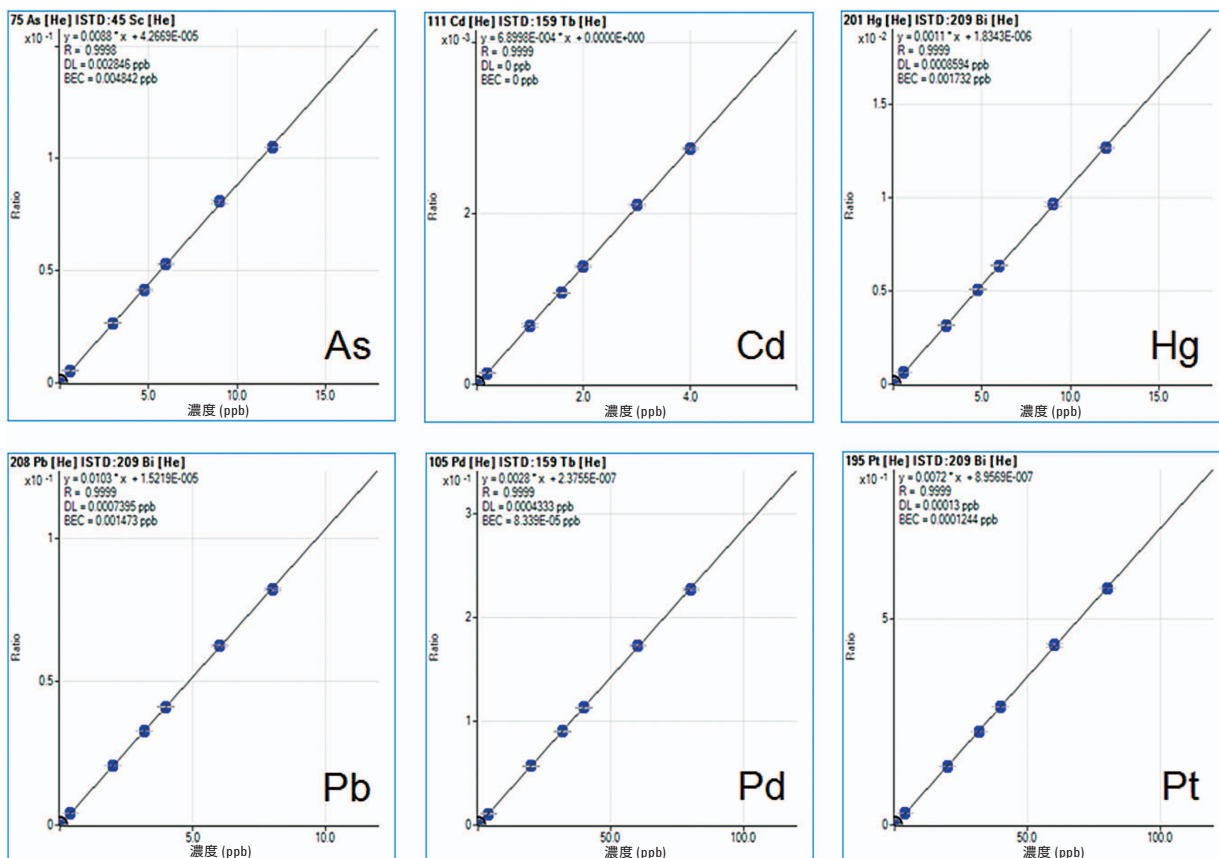 75 As [He] ISTD:45 Sc [He]
x10⁻¹
y = 0.0088 * x + 4.2669E-005
R = 0.9998
DL = 0.002846 ppb
BEC = 0.004842 ppb
Ratio
1
0.5
0
5.0
10.0
15.0
濃度 (ppb)
As
111 Cd [He] ISTD:159 Tb [He]
x10⁻³
y = 6.8998E-004 * x + 0.0000E+000
R = 0.9999
DL = 0 ppb
BEC = 0 ppb
Ratio
2
0
2.0
4.0
濃度 (ppb)
Cd
201 Hg [He] ISTD:209 Bi [He]
x10⁻²
y = 0.0011 * x + 1.8343E-006
R = 0.9999
DL = 0.0008594 ppb
BEC = 0.001732 ppb
Ratio
1.5
1
0.5
0
5.0
10.0
15.0
濃度 (ppb)
Hg
208 Pb [He] ISTD:209 Bi [He]
x10⁻¹
y = 0.0103 * x + 1.5219E-005
R = 0.9999
DL = 0.0007395 ppb
BEC = 0.001473 ppb
Ratio
1
0.5
0
5.0
10.0
濃度 (ppb)
Pb
105 Pd [He] ISTD:159 Tb [He]
x10⁻¹
y = 0.0028 * x + 2.3755E-007
R = 0.9999
DL = 0.0004333 ppb
BEC = 8.339E-05 ppb
Ratio
3
2
1
0
50.0
100.0
濃度 (ppb)
Pd
195 Pt [He] ISTD:209 Bi [He]
x10⁻¹
y = 0.0072 * x + 8.9569E-007
R = 0.9999
DL = 0.00013 ppb
BEC = 0.0001244 ppb
Ratio
5
0
50.0
100.0
濃度 (ppb)
Pt